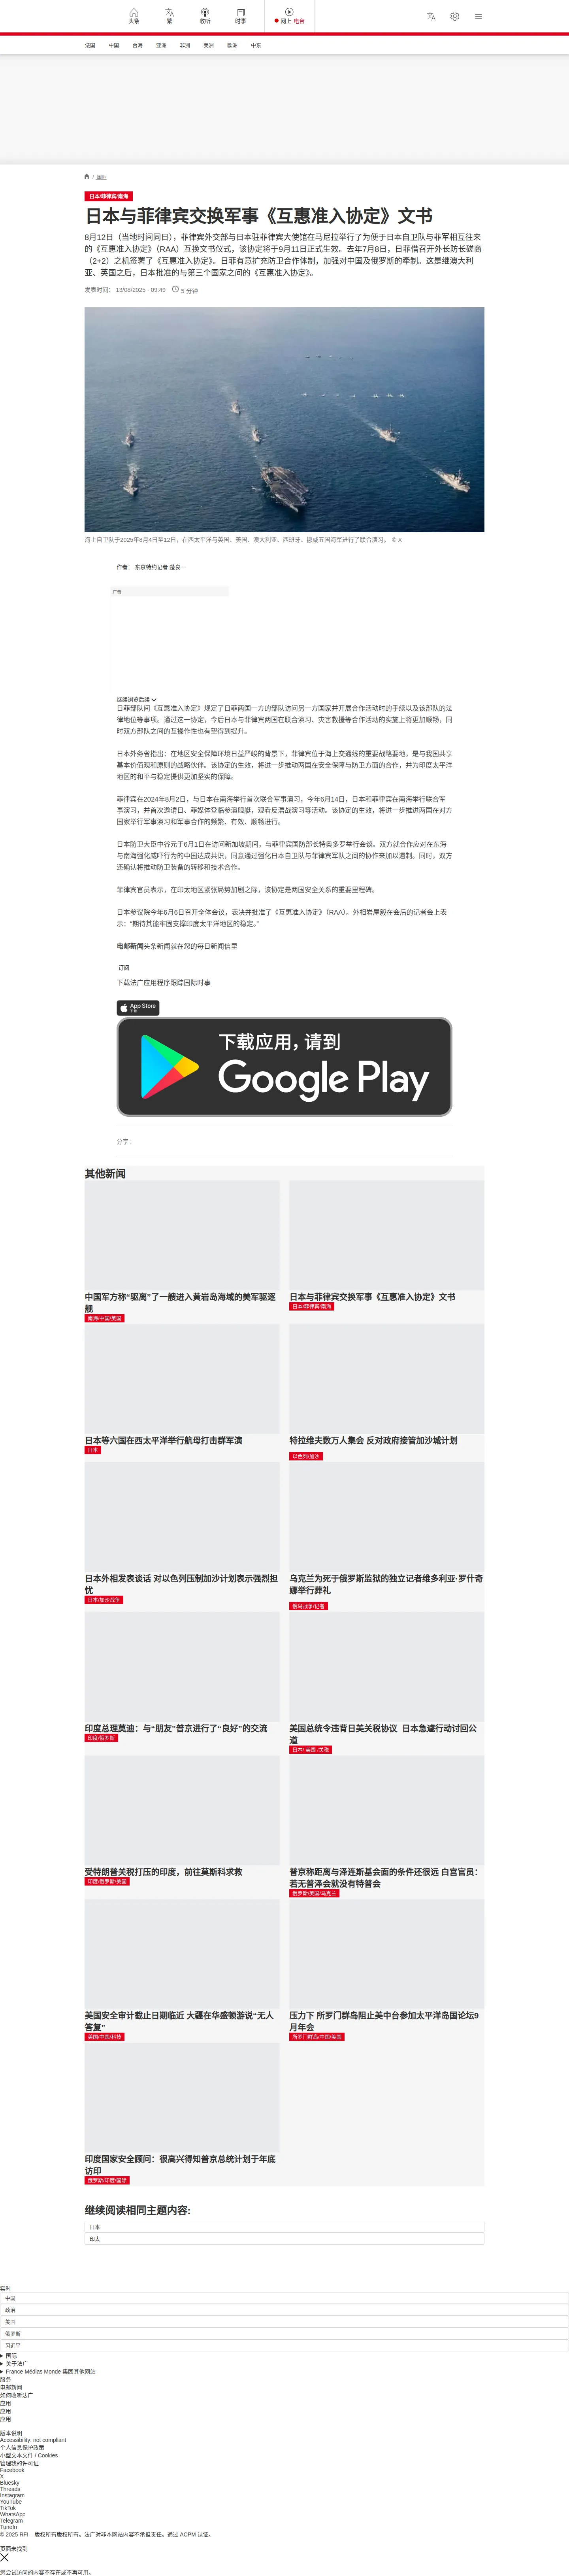 头条
繁
收听
时事
网上 电台
法国 中国 台海 亚洲 非洲 美洲 欧洲 中东
/ 国际
日本/菲律宾/南海
日本与菲律宾交换军事《互惠准入协定》文书
8月12日（当地时间同日），菲律宾外交部与日本驻菲律宾大使馆在马尼拉举行了为便于日本自卫队与菲军相互往来
的《互惠准入协定》（RAA）互换文书仪式，该协定将于9月11日正式生效。去年7月8日，日菲借召开外长防长磋商
（2+2）之机签署了《互惠准入协定》。日菲有意扩充防卫合作体制，加强对中国及俄罗斯的牵制。这是继澳大利
亚、英国之后，日本批准的与第三个国家之间的《互惠准入协定》。
发表时间： 13/08/2025 - 09:49 5 分钟
海上自卫队于2025年8月4日至12日，在西太平洋与英国、美国、澳大利亚、西班牙、挪威五国海军进行了联合演习。 © X
作者： 东京特约记者 楚良一
广告
继续浏览后续
日菲部队间《互惠准入协定》规定了日菲两国一方的部队访问另一方国家并开展合作活动时的手续以及该部队的法
律地位等事项。通过这一协定，今后日本与菲律宾两国在联合演习、灾害救援等合作活动的实施上将更加顺畅，同
时双方部队之间的互操作性也有望得到提升。
日本外务省指出：在地区安全保障环境日益严峻的背景下，菲律宾位于海上交通线的重要战略要地，是与我国共享
基本价值观和原则的战略伙伴。该协定的生效，将进一步推动两国在安全保障与防卫方面的合作，并为印度太平洋
地区的和平与稳定提供更加坚实的保障。
菲律宾在2024年8月2日，与日本在南海举行首次联合军事演习，今年6月14日，日本和菲律宾在南海举行联合军
事演习，并首次邀请日、菲媒体登临参演舰艇，观看反潜战演习等活动。该协定的生效，将进一步推进两国在对方
国家举行军事演习和军事合作的频繁、有效、顺畅进行。
日本防卫大臣中谷元于6月1日在访问新加坡期间，与菲律宾国防部长特奥多罗举行会谈。双方就合作应对在东海
与南海强化威吓行为的中国达成共识，同意通过强化日本自卫队与菲律宾军队之间的协作来加以遏制。同时，双方
还确认将推动防卫装备的转移和技术合作。
菲律宾官员表示，在印太地区紧张局势加剧之际，该协定是两国安全关系的重要里程碑。
日本参议院今年6月6日召开全体会议，表决并批准了《互惠准入协定》（RAA）。外相岩屋毅在会后的记者会上表
示：“期待其能牢固支撑印度太平洋地区的稳定。”
电邮新闻头条新闻就在您的每日新闻信里
订阅
下载法广应用程序跟踪国际时事
App Store
下载
下载应用，请到
Google Play
分享 :
其他新闻
中国军方称“驱离”了一艘进入黄岩岛海域的美军驱逐
舰
南海/中国/美国
日本与菲律宾交换军事《互惠准入协定》文书
日本/菲律宾/南海
日本等六国在西太平洋举行航母打击群军演
日本
特拉维夫数万人集会 反对政府接管加沙城计划
以色列/加沙
日本外相发表谈话 对以色列压制加沙计划表示强烈担
忧
日本/加沙战争
乌克兰为死于俄罗斯监狱的独立记者维多利亚·罗什奇
娜举行葬礼
俄乌战争/记者
印度总理莫迪：与“朋友”普京进行了“良好”的交流
印度/俄罗斯
美国总统令违背日美关税协议 日本急遽行动讨回公
道
日本/ 美国 /关税
受特朗普关税打压的印度，前往莫斯科求救
印度/俄罗斯/美国
普京称距离与泽连斯基会面的条件还很远 白宫官员：
若无普泽会就没有特普会
俄罗斯/美国/乌克兰
美国安全审计截止日期临近 大疆在华盛顿游说“无人
答复”
美国/中国/科技
压力下 所罗门群岛阻止美中台参加太平洋岛国论坛9
月年会
所罗门群岛/中国/美国
印度国家安全顾问：很高兴得知普京总统计划于年底
访印
俄罗斯/印度/国际
继续阅读相同主题内容:
日本
印太
实时
中国
政治
美国
俄罗斯
习近平
国际
关于法广
France Médias Monde 集团其他网站
服务
电邮新闻
如何收听法广
应用
应用
应用
版本说明
Accessibility: not compliant
个人信息保护政策
小型文本文件 / Cookies
管理我的许可证
Facebook
X
Bluesky
Threads
Instagram
YouTube
TikTok
WhatsApp
Telegram
TuneIn
© 2025 RFI – 版权所有版权所有。法广对非本网站内容不承担责任。通过 ACPM 认证。
页面未找到
您尝试访问的内容不存在或不再可用。